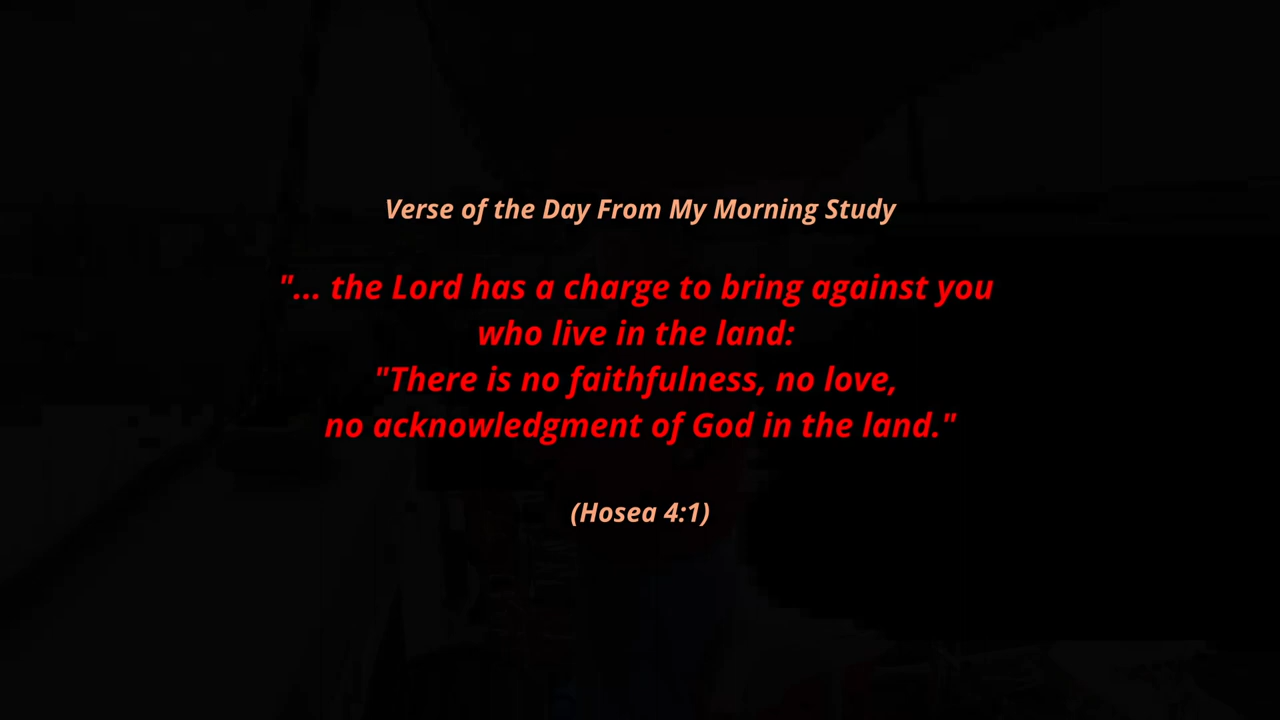 Verse of the Day From My Morning Study
"... the Lord has a charge to bring against you
who live in the land:
"There is no faithfulness, no love,
no acknowledgment of God in the land."
(Hosea 4:1)